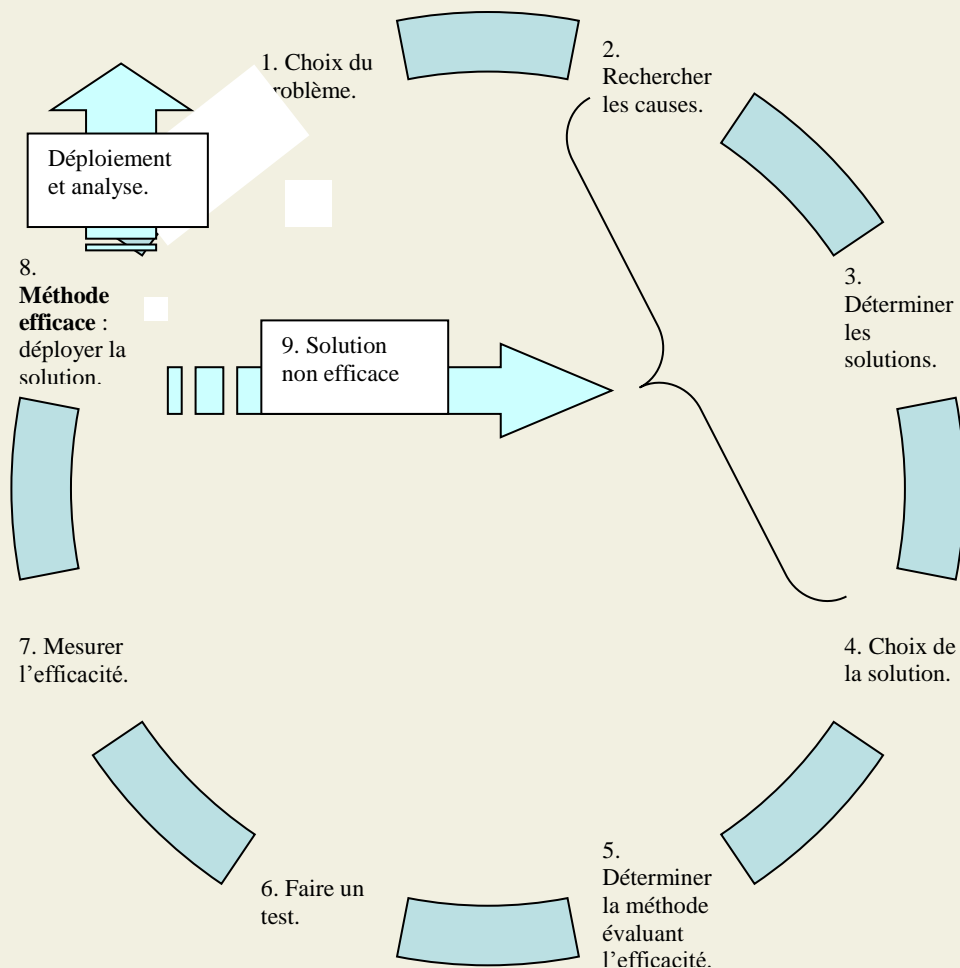 1. Choix du
roblème.
2.
Rechercher
les causes.
3.
Déterminer
les
solutions.
4. Choix de
la solution.
5.
Déterminer
la méthode
évaluant
l’efficacité.
6. Faire un
test.
7. Mesurer
l’efficacité.
8.
Méthode
efficace :
déployer la
solution.
Déploiement
et analyse.
9. Solution
non efficace